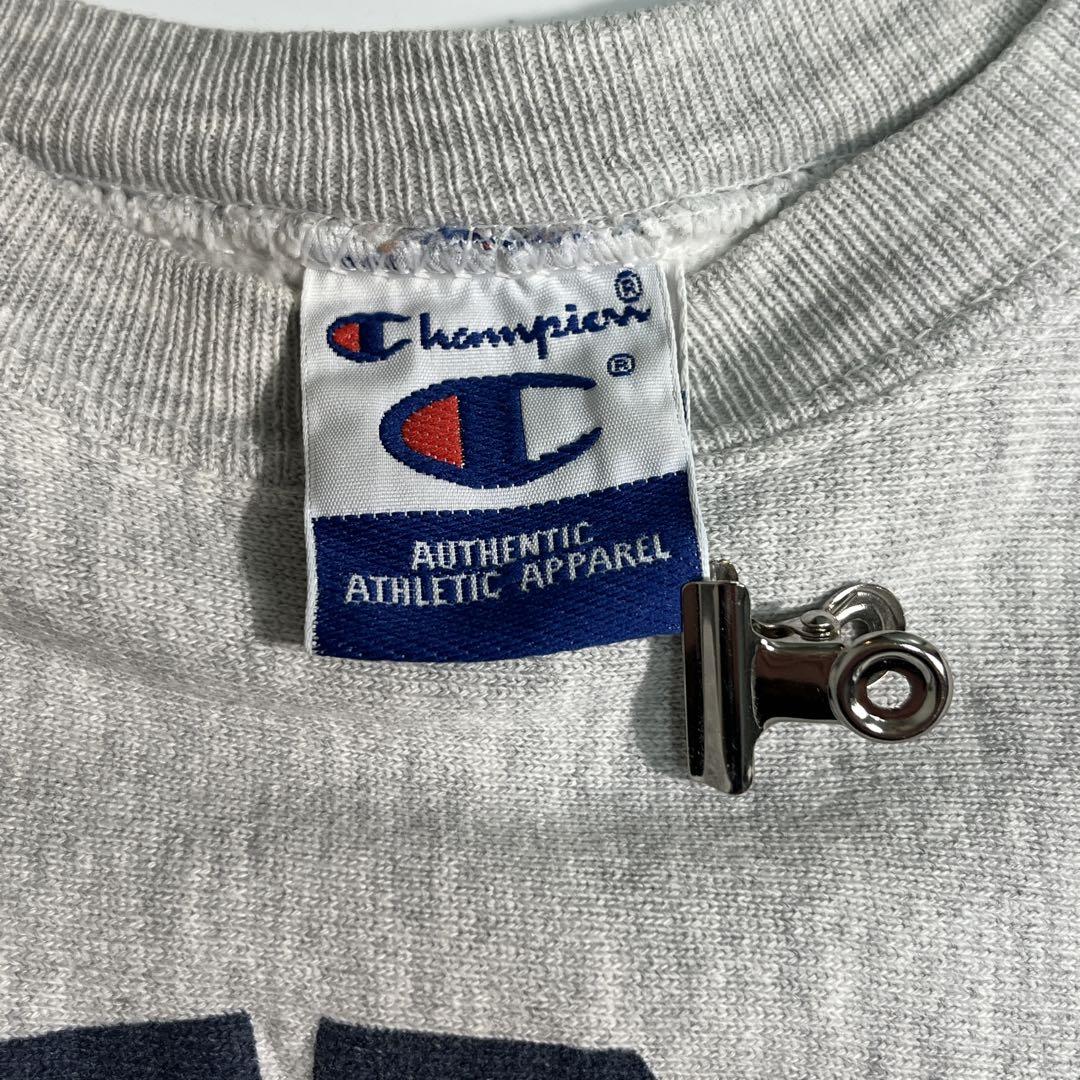 Champion®
®
AUTHENTIC
ATHLETIC APPAREL